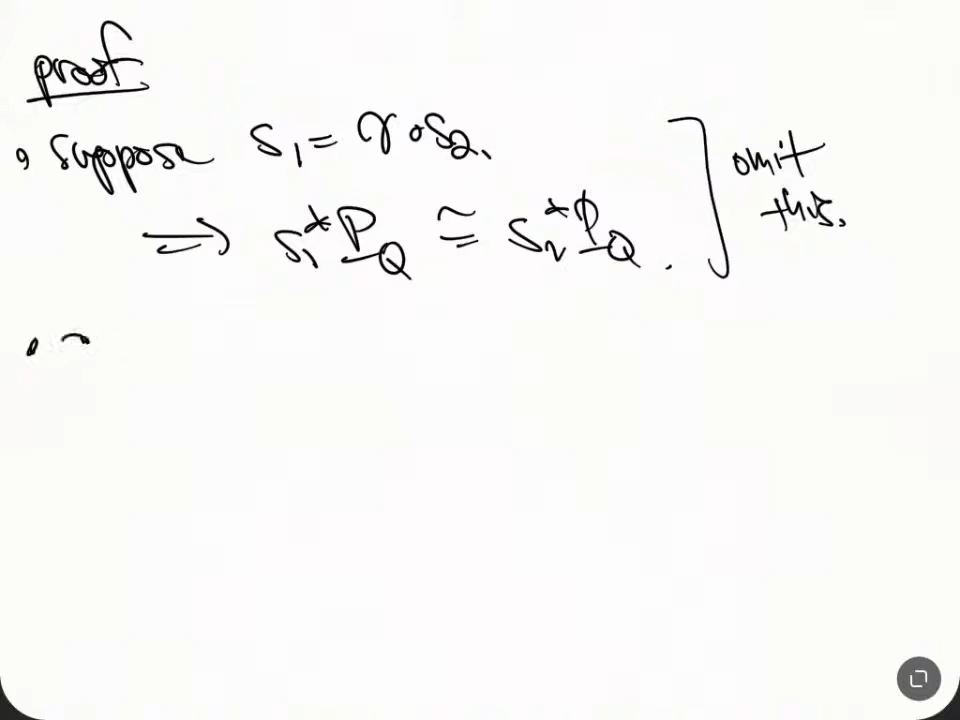 proof
• suppose S₁ = γ∘S₂.
⟹ S₁*P_Q ≅ S₂*P_Q.
omit
this.